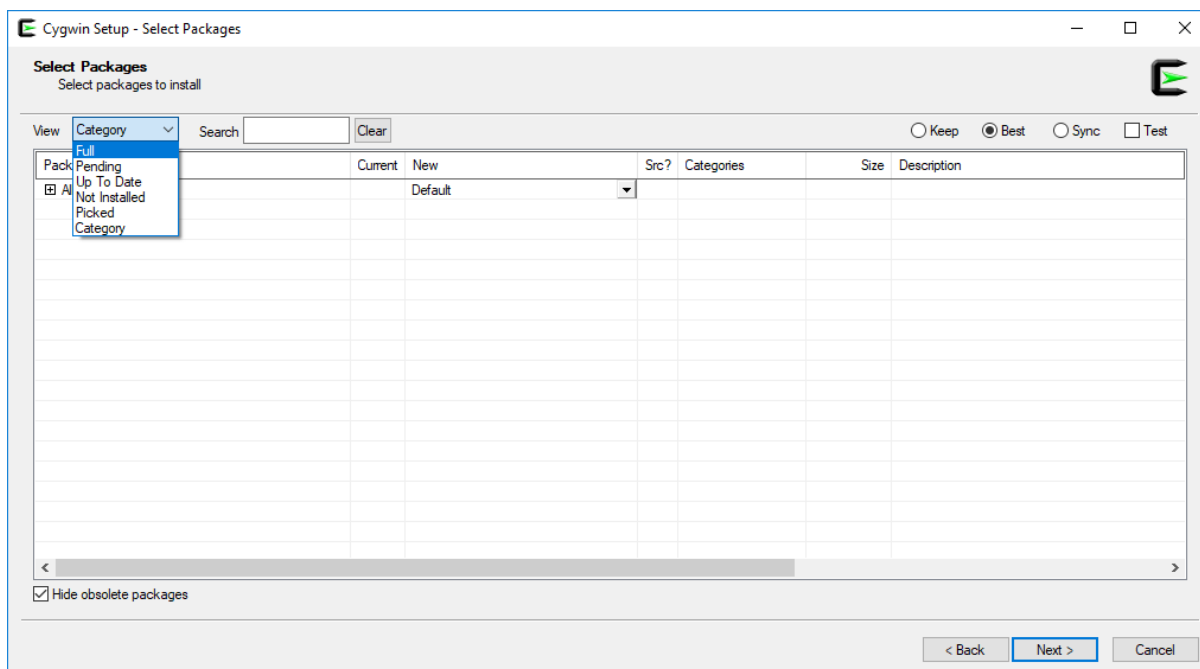 Cygwin Setup - Select Packages
Select Packages
Select packages to install
View Category Search Clear Keep Best Sync Test
Full
Pack Current New Src? Categories Size Description
Pending
Up To Date
Al Default
Not Installed
Picked
Category
Hide obsolete packages
< Back Next > Cancel